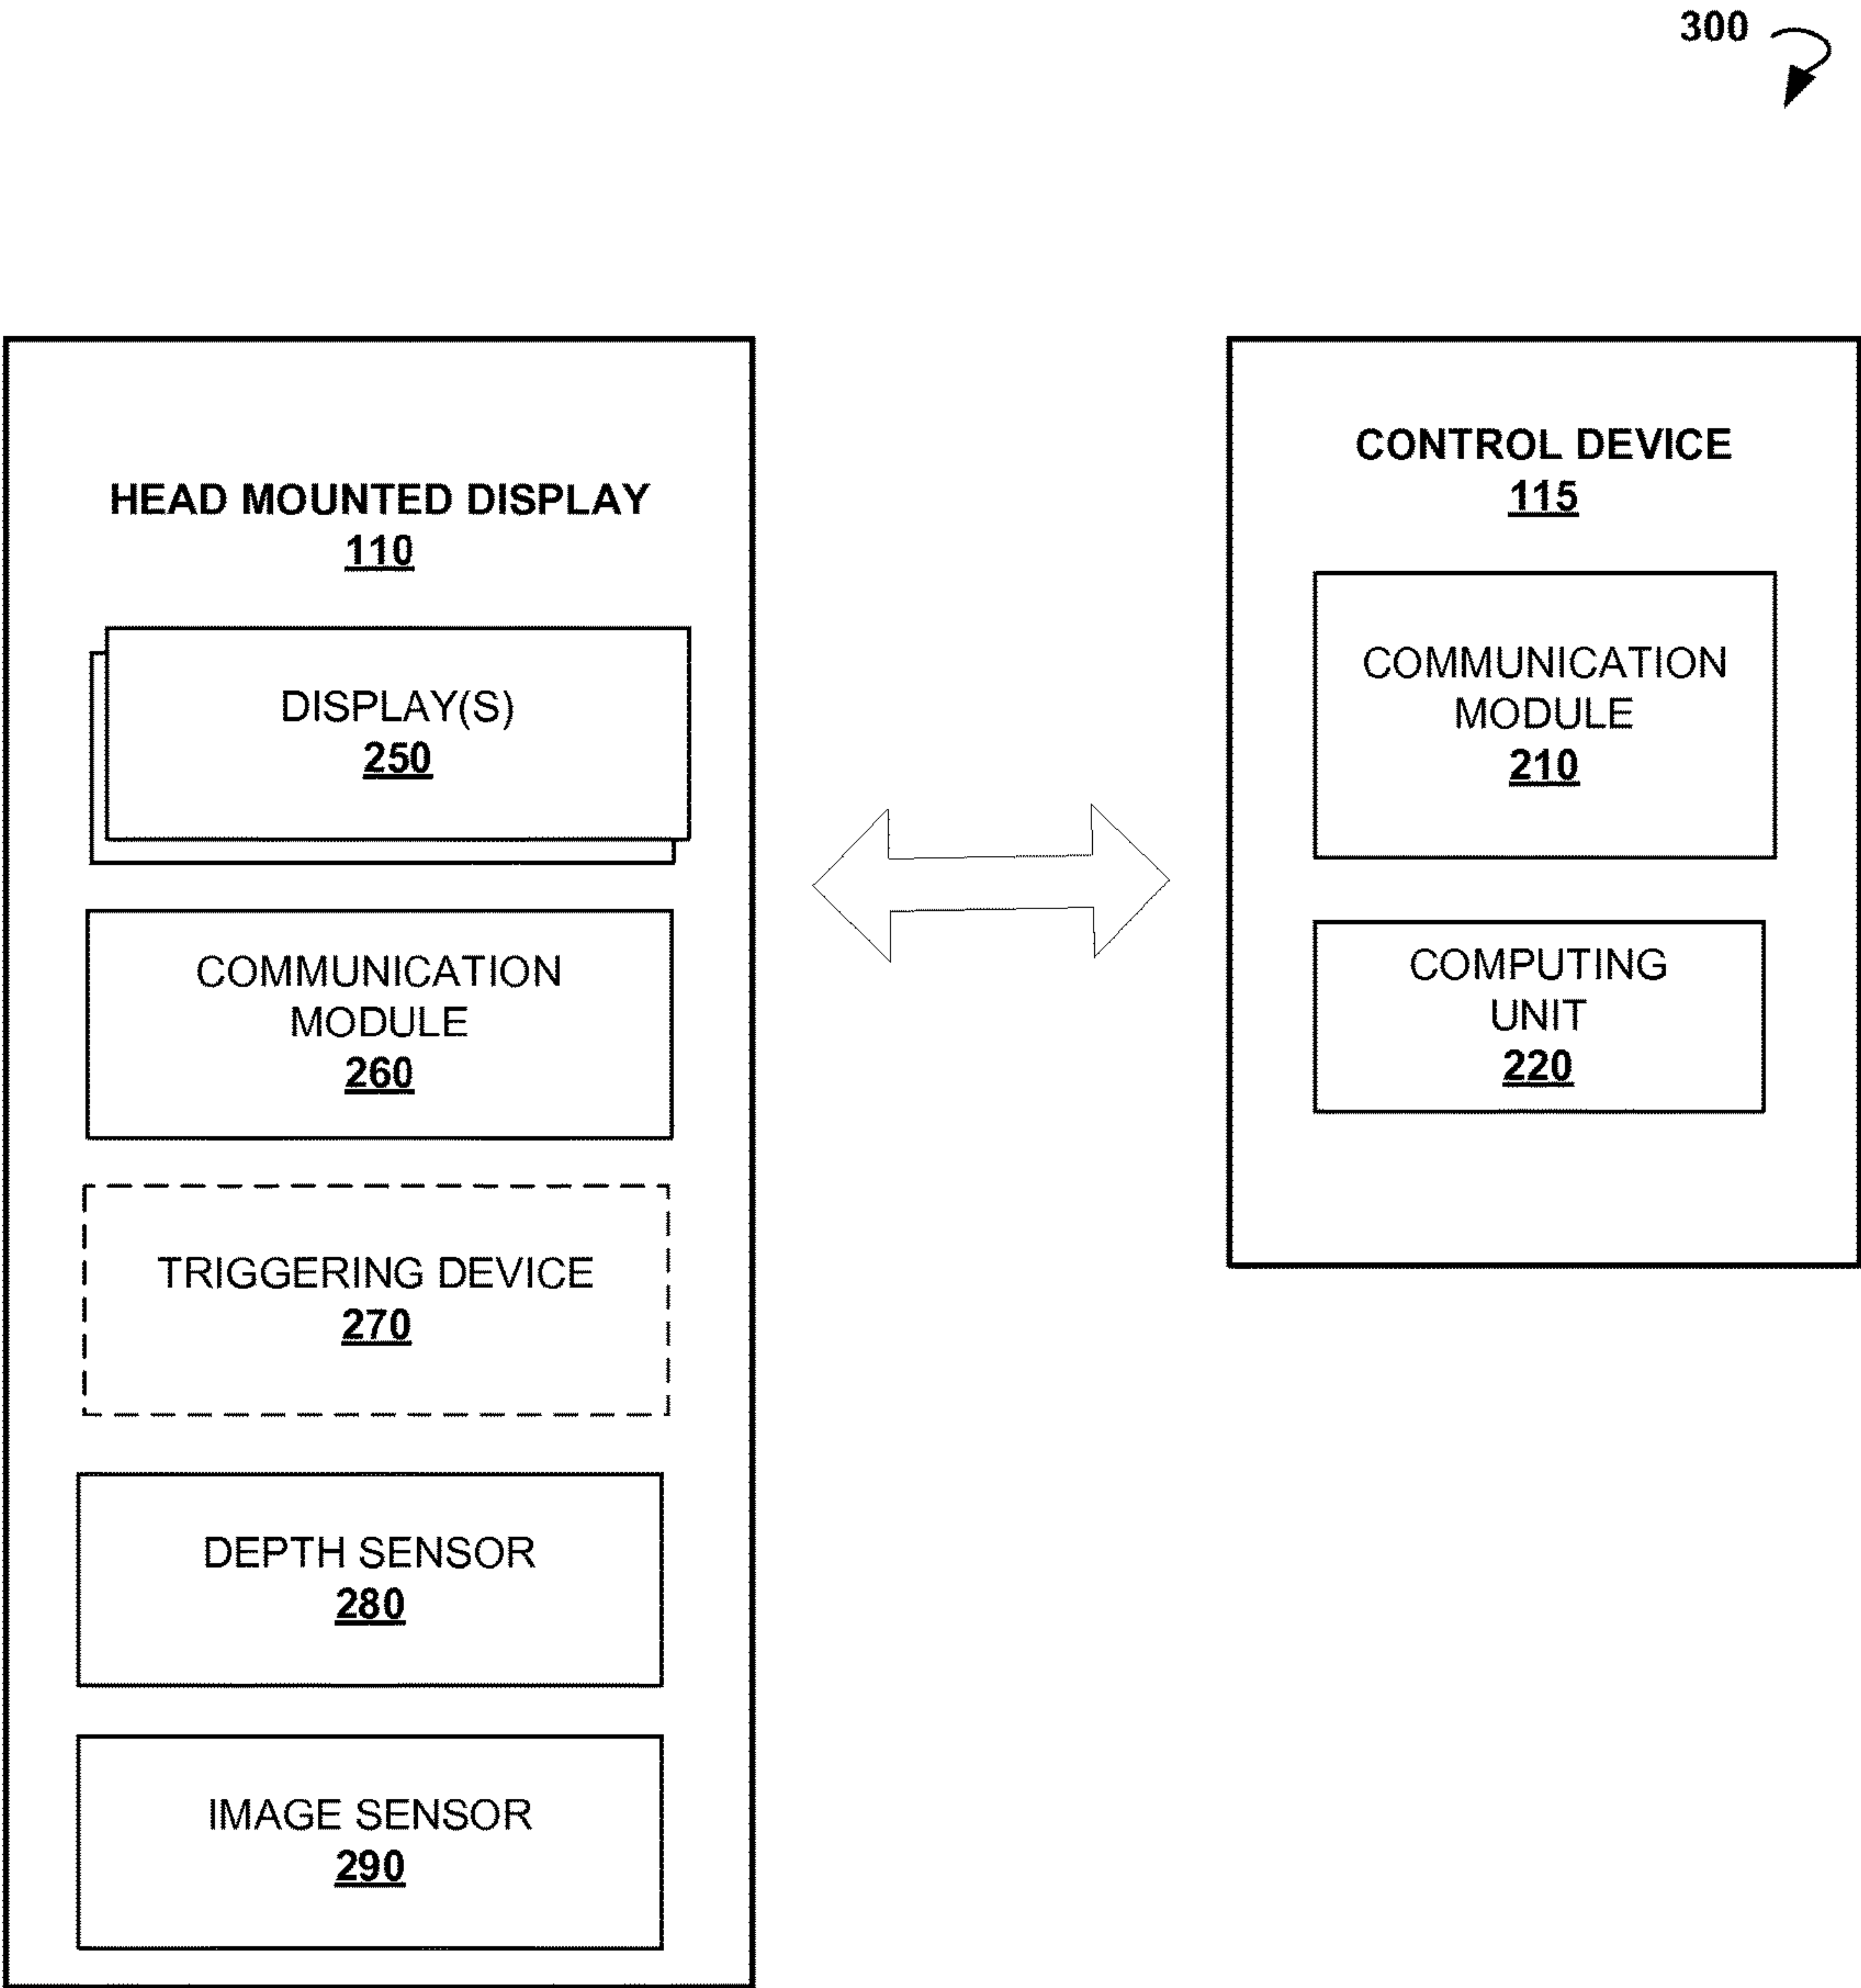 300
HEAD MOUNTED DISPLAY
110
DISPLAY(S)
250
COMMUNICATION
MODULE
260
TRIGGERING DEVICE
270
DEPTH SENSOR
280
IMAGE SENSOR
290
CONTROL DEVICE
115
COMMUNICATION
MODULE
210
COMPUTING
UNIT
220